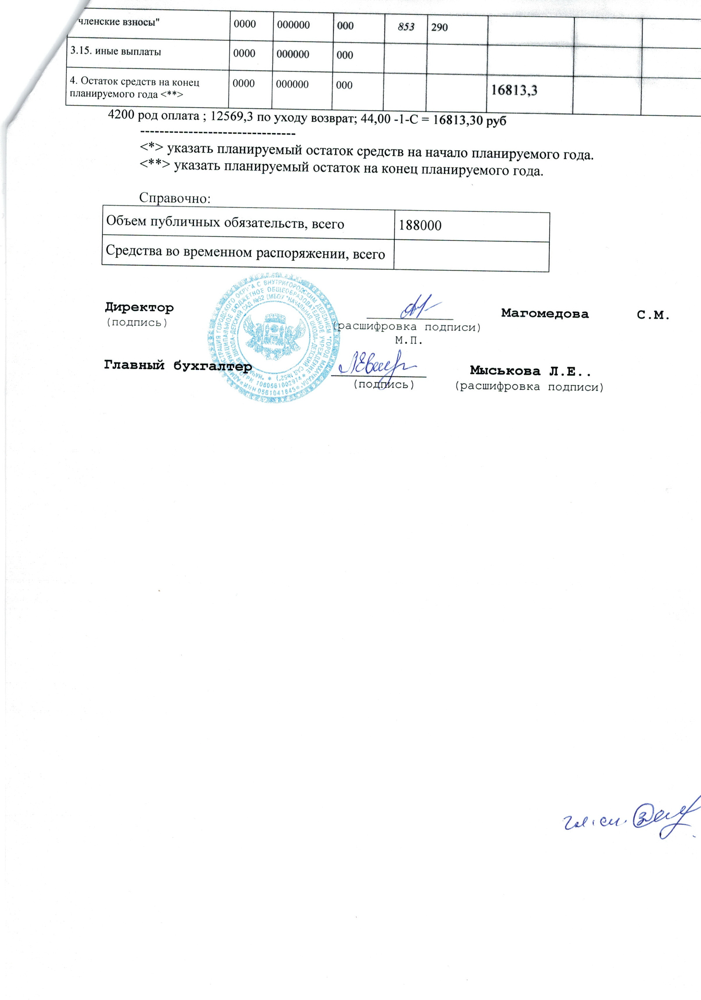 членские взносы" 0000 000000 000 853 290
3.15. иные выплаты 0000 000000 000
4. Остаток средств на конец 0000 000000 000 16813,3
планируемого года <**>
4200 род оплата ; 12569,3 по уходу возврат; 44,00 -1-С = 16813,30 руб
--------------------------------
<*> указать планируемый остаток средств на начало планируемого года.
<**> указать планируемый остаток на конец планируемого года.
Справочно:
Объем публичных обязательств, всего 188000
Средства во временном распоряжении, всего
Директор Магомедова С.М.
(подпись) (расшифровка подписи)
М.П.
Главный бухгалтер Мыськова Л.Е..
(подпись) (расшифровка подписи)
АДМИНИСТРАЦИЯ ГОРОДСКОГО ОКРУГА С ВНУТРИГОРОДСКИМ ДЕЛЕНИЕМ "ГОРОД МАХАЧКАЛА" * ИНН 0561041645 *
МУНИЦИПАЛЬНОЕ БЮДЖЕТНОЕ ОБЩЕОБРАЗОВАТЕЛЬНОЕ УЧРЕЖДЕНИЕ * ОГРН 1060561002974 *
"НАЧАЛЬНАЯ ШКОЛА-ДЕТСКИЙ САД №52 (МБОУ "НАЧАЛЬНАЯ ШКОЛА-ДЕТСКИЙ САД №52") *
гл. сп.